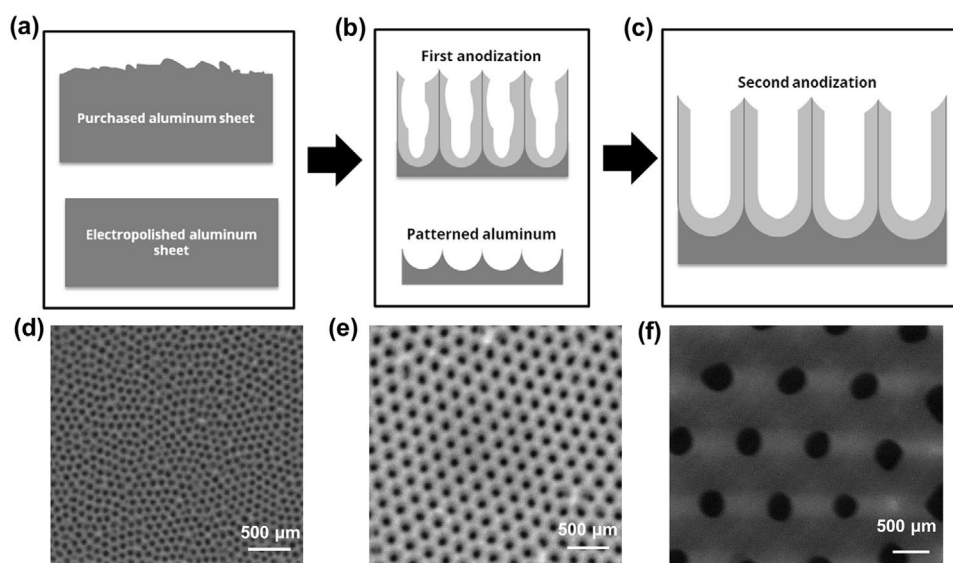 (a)
Purchased aluminum sheet
Electropolished aluminum
sheet
(b)
First anodization
Patterned aluminum
(c)
Second anodization
(d)
500 μm
(e)
500 μm
(f)
500 μm